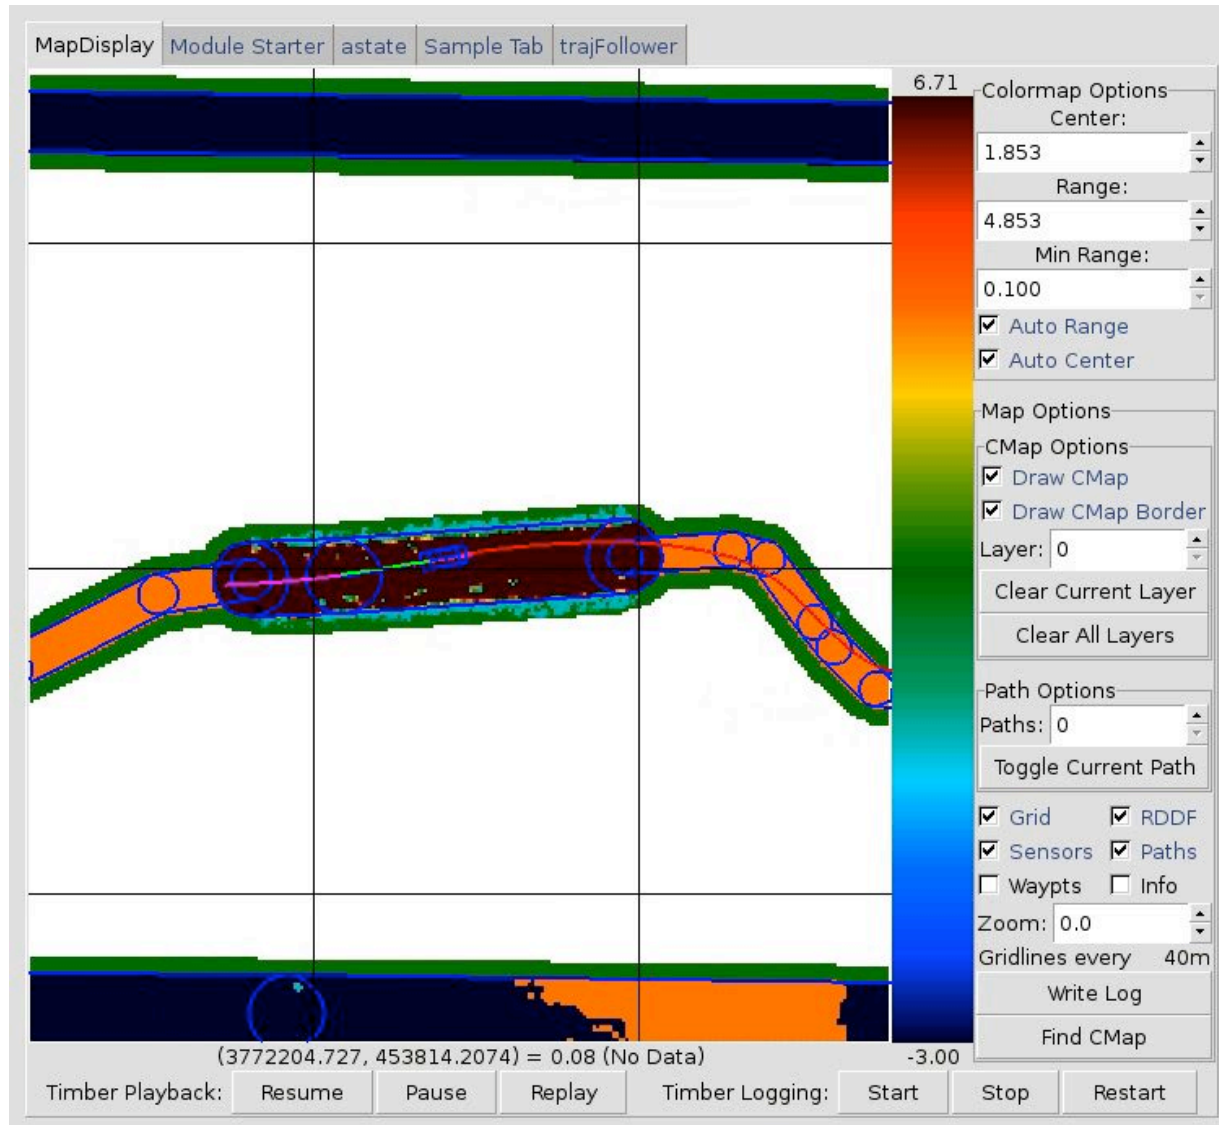 MapDisplay Module Starter astate Sample Tab trajFollower
6.71
Colormap Options
Center:
1.853
Range:
4.853
Min Range:
0.100
Auto Range
Auto Center
Map Options
CMap Options
Draw CMap
Draw CMap Border
Layer: 0
Clear Current Layer
Clear All Layers
Path Options
Paths: 0
Toggle Current Path
Grid RDDF
Sensors Paths
Waypts Info
Zoom: 0.0
Gridlines every 40m
Write Log
Find CMap
(3772204.727, 453814.2074) = 0.08 (No Data)
-3.00
Timber Playback: Resume Pause Replay Timber Logging: Start Stop Restart